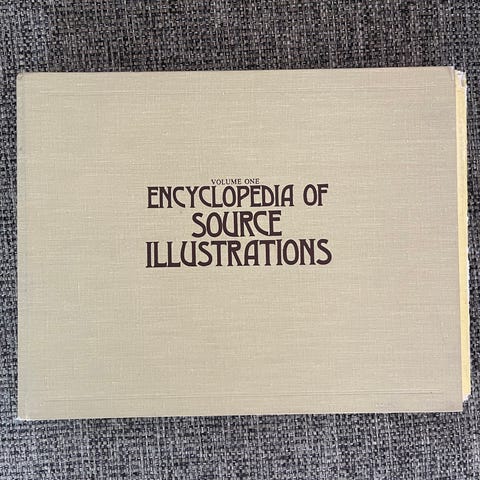 VOLUME ONE
ENCYCLOPEDIA OF
SOURCE
ILLUSTRATIONS